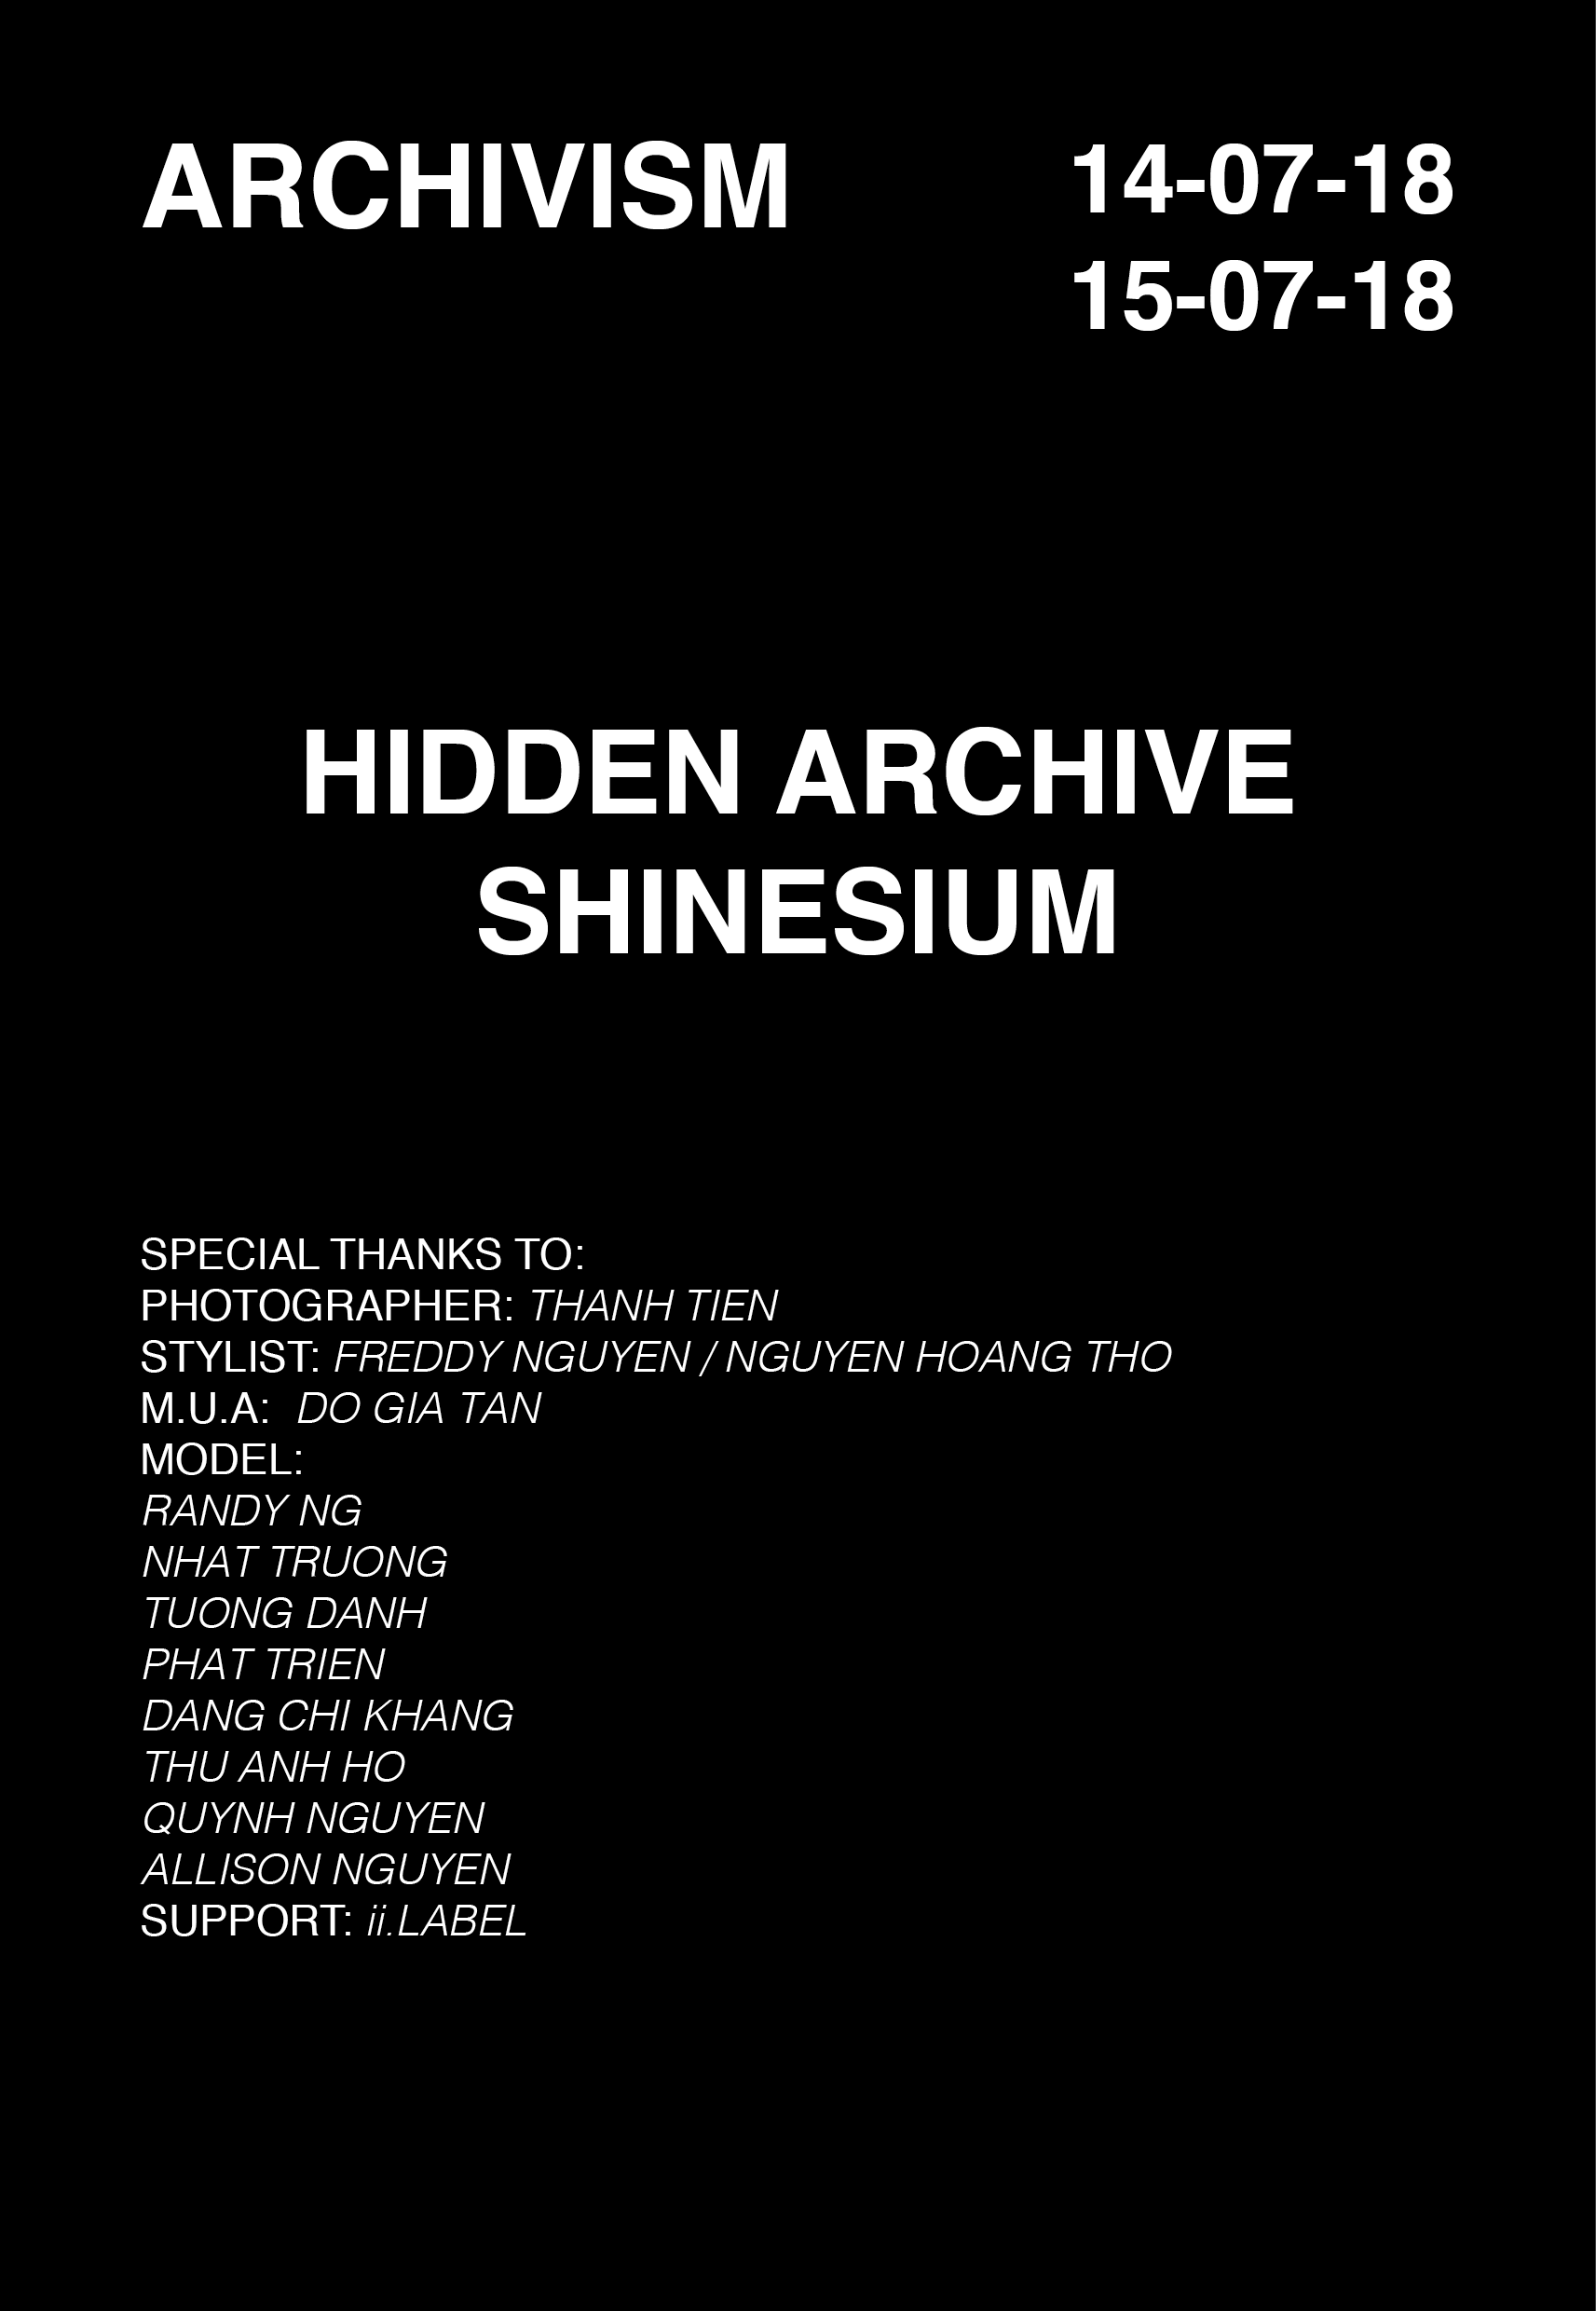 ARCHIVISM
14-07-18
15-07-18
HIDDEN ARCHIVE
SHINESIUM
SPECIAL THANKS TO:
PHOTOGRAPHER: THANH TIEN
STYLIST: FREDDY NGUYEN / NGUYEN HOANG THO
M.U.A:  DO GIA TAN
MODEL:
RANDY NG
NHAT TRUONG
TUONG DANH
PHAT TRIEN
DANG CHI KHANG
THU ANH HO
QUYNH NGUYEN
ALLISON NGUYEN
SUPPORT: ii.LABEL